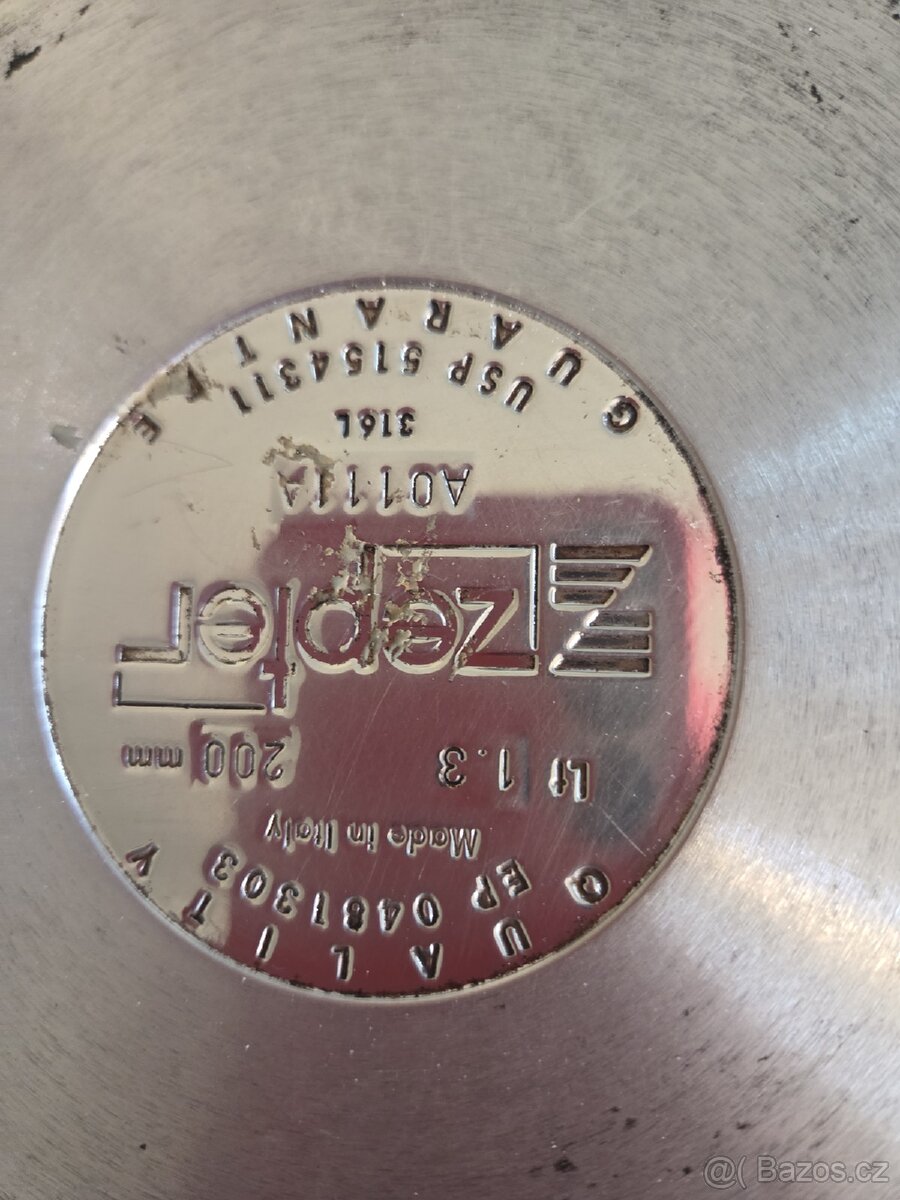 QUALITY
EP 0481303
Made in Italy
Lt 1.3 200 mm
zepter
A0111A
316L
USP 5154311
GUARANTEE
@( Bazos.cz